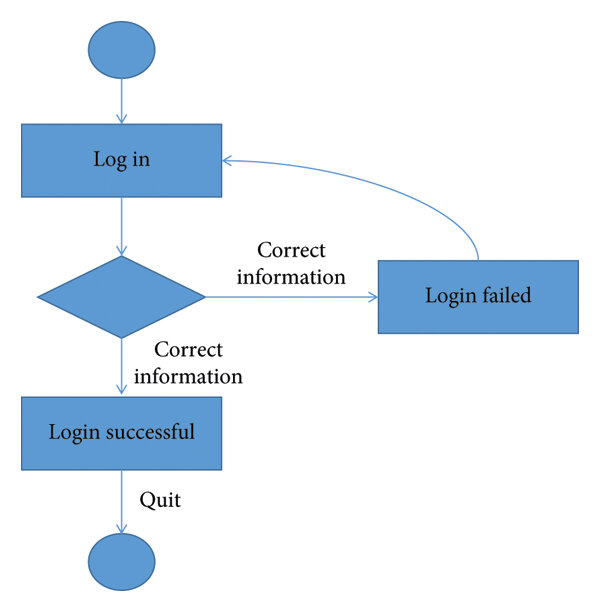 Log in
Correct
information
Login failed
Correct
information
Login successful
Quit